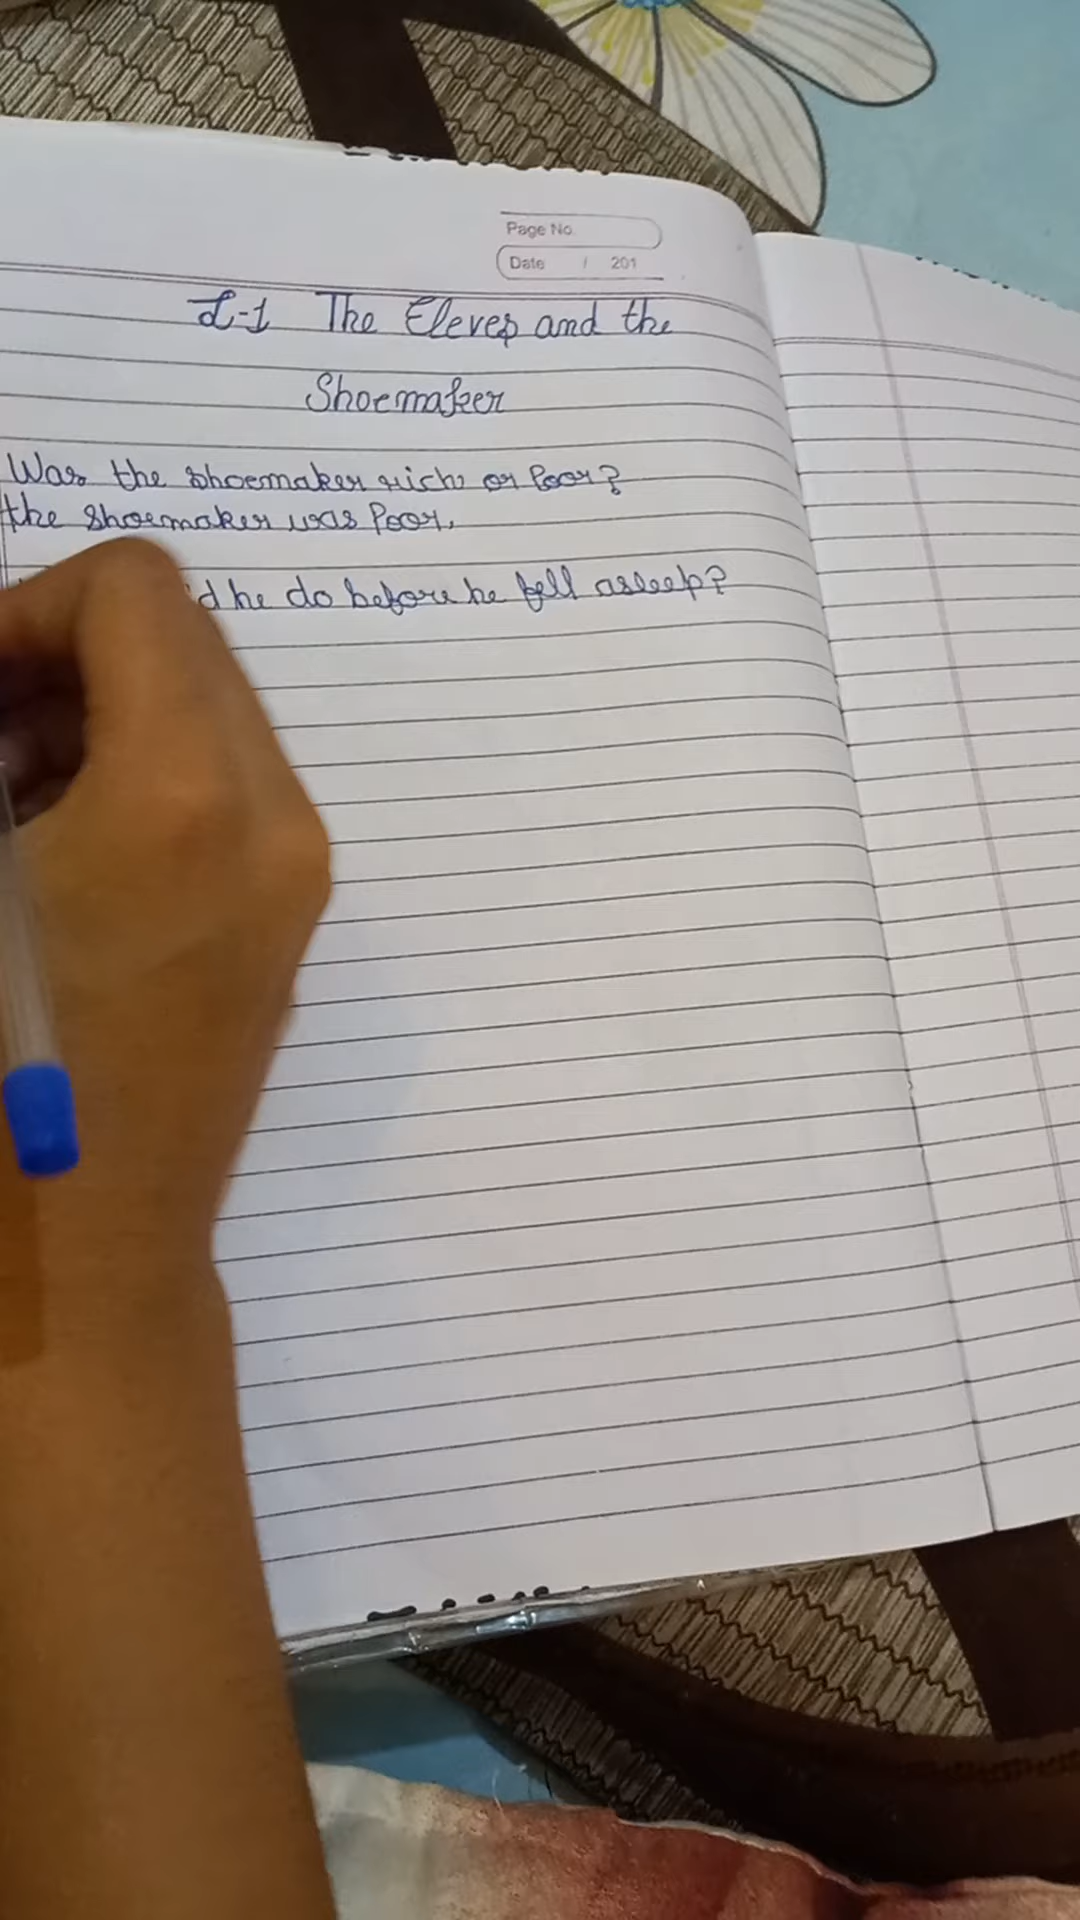 Page No.
Date / 201
L-1 The Eleves and the
Shoemaker
Was the shoemaker rich or Poor?
the shoemaker was Poor.
he do before he fell asleep?